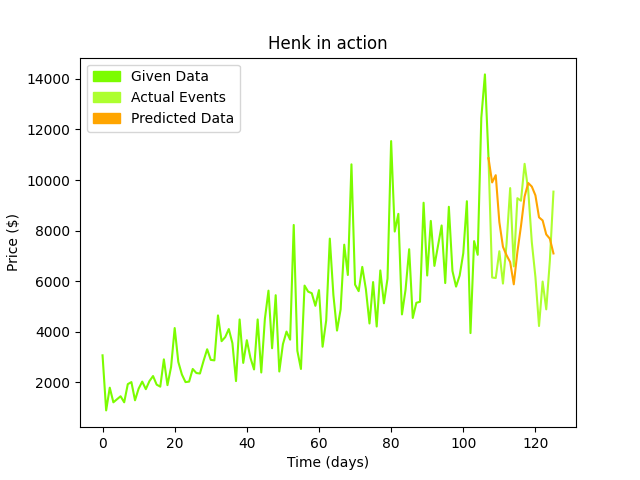 Henk in action
Given Data
Actual Events
Predicted Data
14000
12000
10000
8000
6000
4000
2000
Price ($)
0 20 40 60 80 100 120
Time (days)